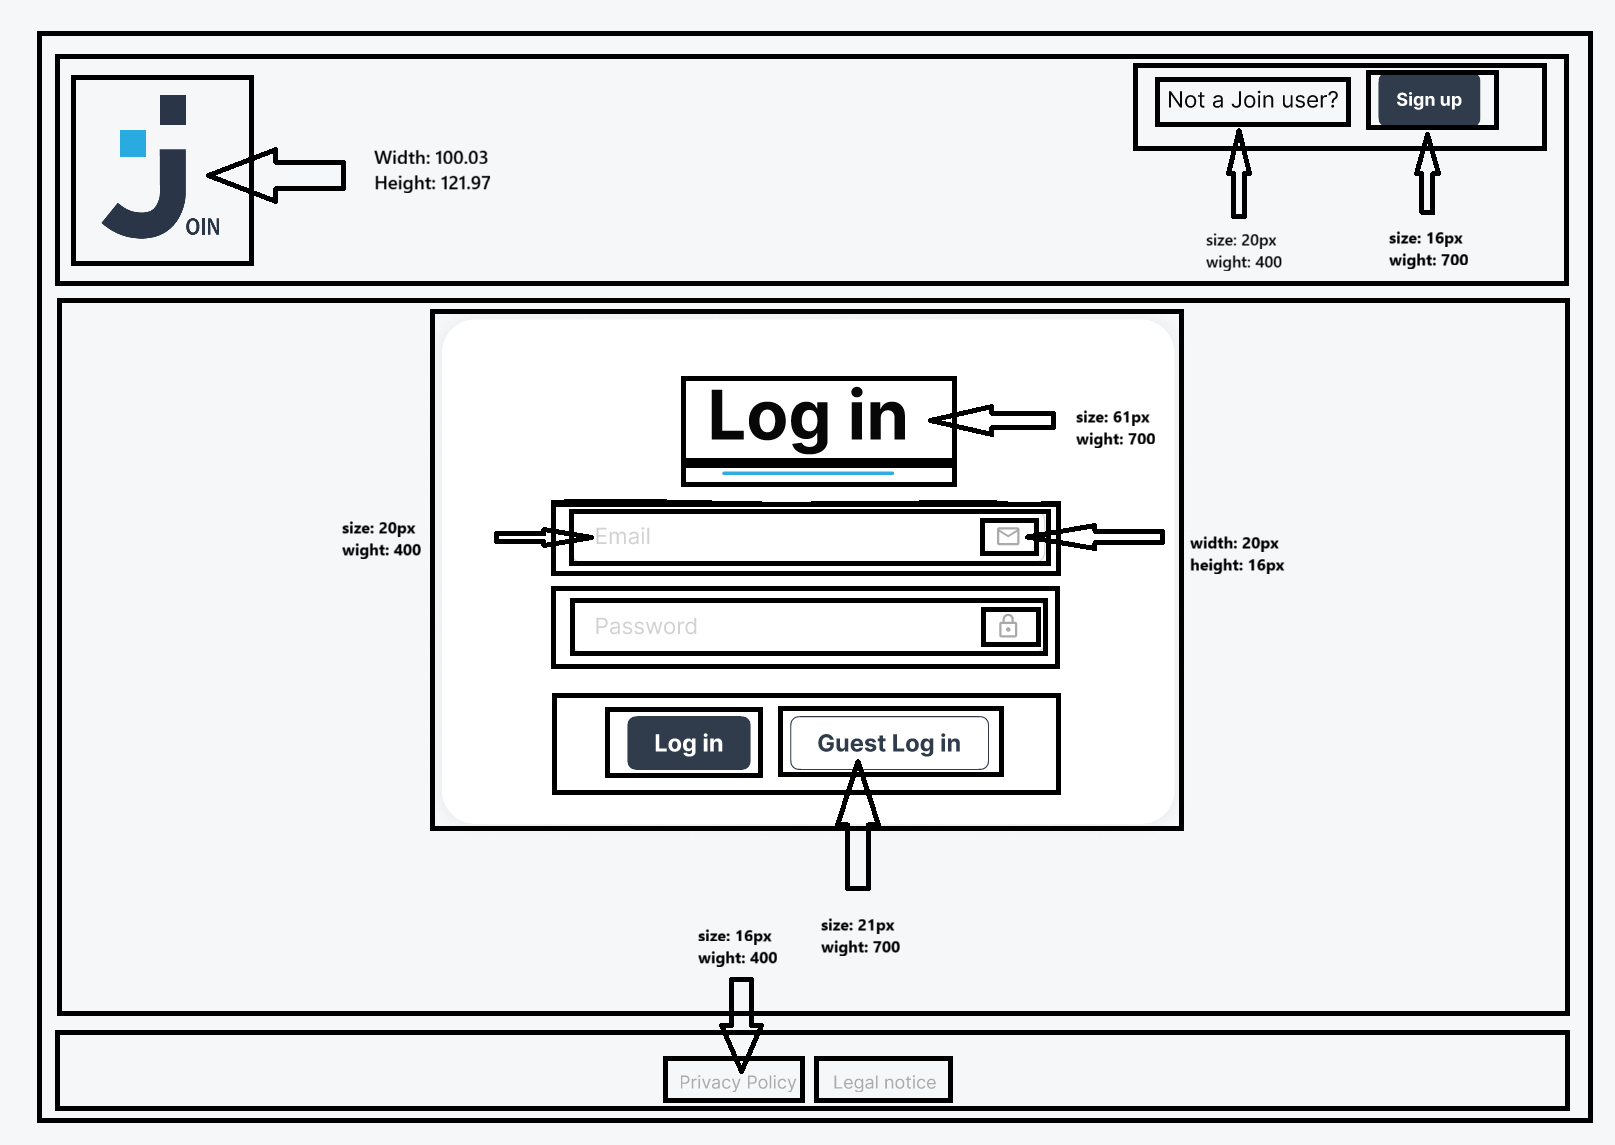 OIN
Width: 100.03
Height: 121.97
Not a Join user?
Sign up
size: 20px
wight: 400
size: 16px
wight: 700
Log in
size: 61px
wight: 700
size: 20px
wight: 400
Email
width: 20px
height: 16px
Password
Log in
Guest Log in
size: 21px
wight: 700
size: 16px
wight: 400
Privacy Policy
Legal notice